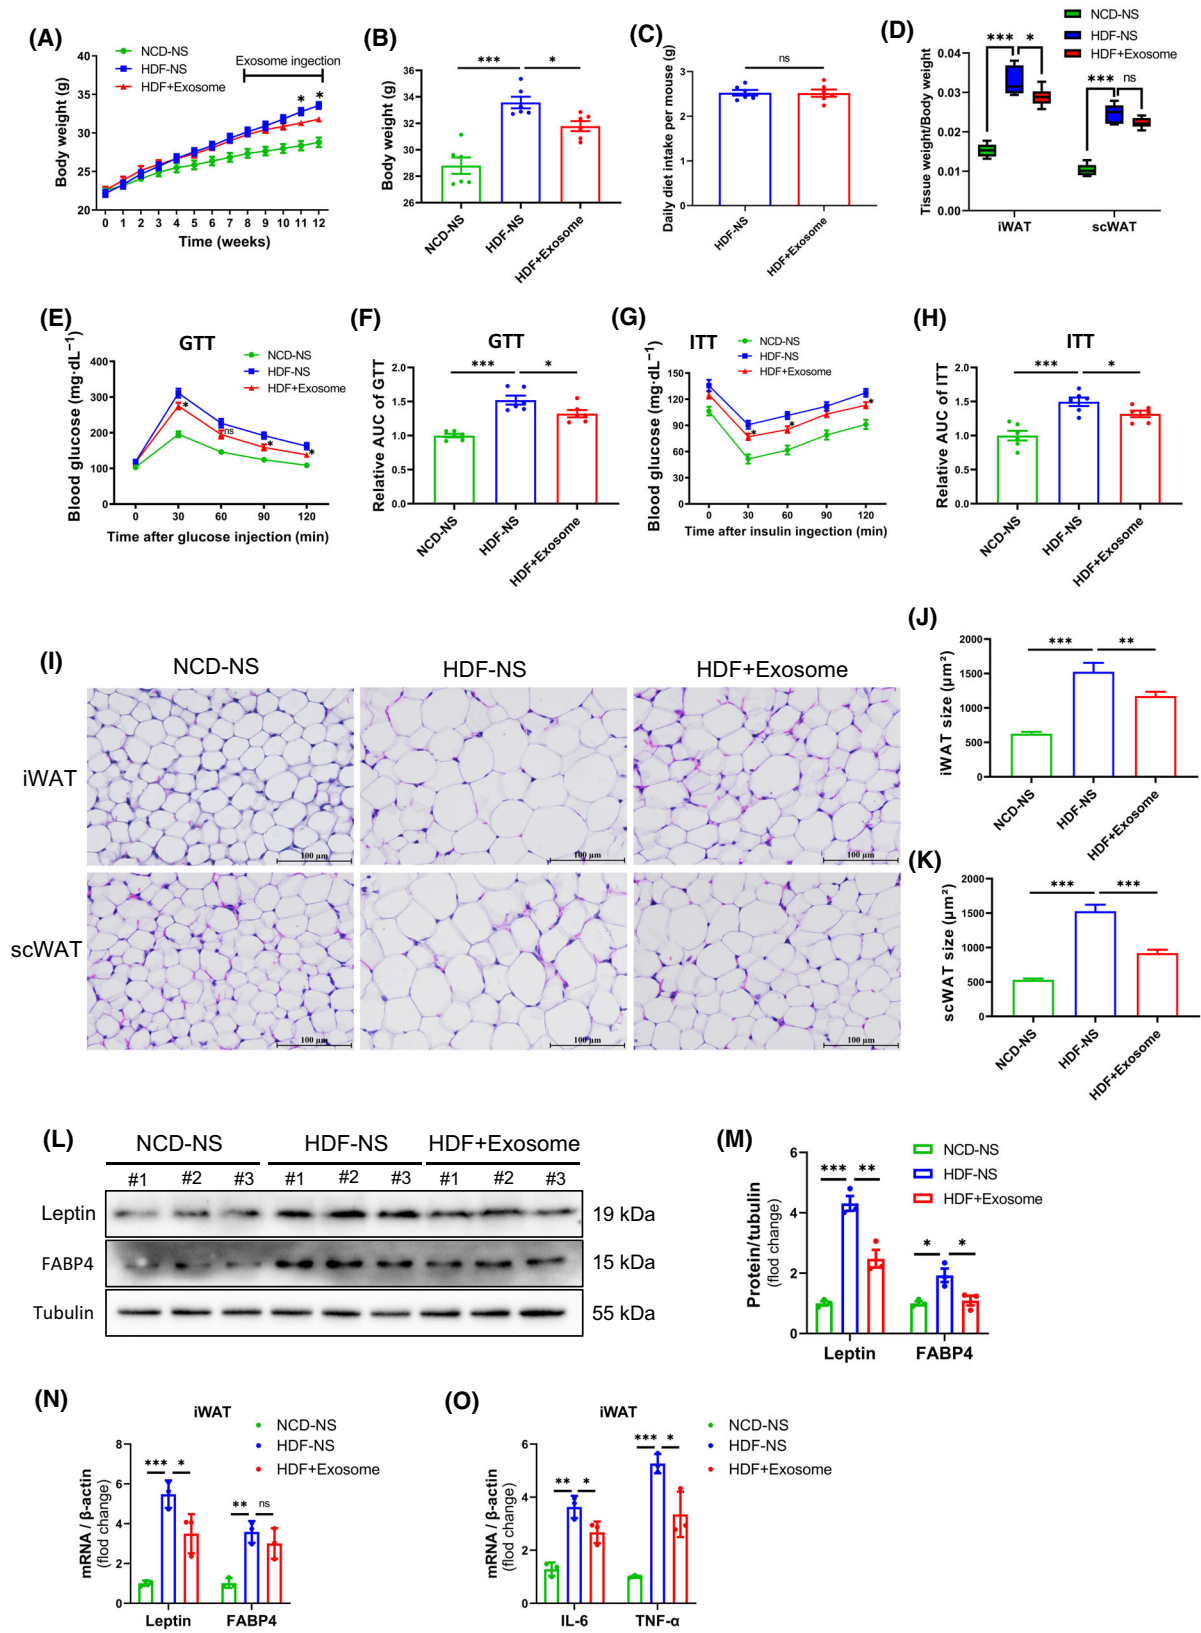 (A)
NCD-NS
HDF-NS
HDF+Exosome
Exosome injection
* *
Body weight (g)
40
35
30
25
20
0 1 2 3 4 5 6 7 8 9 10 11 12
Time (weeks)
(B)
*** *
Body weight (g)
36
34
32
30
28
26
NCD-NS
HDF-NS
HDF+Exosome
(C)
ns
Daily diet intake per mouse (g)
3
2
1
0
HDF-NS
HDF+Exosome
(D)
NCD-NS
HDF-NS
HDF+Exosome
*** *
*** ns
Tissue weight/Body weight
0.04
0.03
0.02
0.01
0.00
iWAT scWAT
(E)
GTT
NCD-NS
HDF-NS
HDF+Exosome
Blood glucose (mg·dL⁻¹)
400
300
200
100
0
* ns * *
0 30 60 90 120
Time after glucose injection (min)
(F)
GTT
*** *
Relative AUC of GTT
2.0
1.5
1.0
0.5
0.0
NCD-NS
HDF-NS
HDF+Exosome
(G)
ITT
NCD-NS
HDF-NS
HDF+Exosome
Blood glucose (mg·dL⁻¹)
150
120
90
60
30
0
* * *
0 30 60 90 120
Time after insulin ingection (min)
(H)
ITT
*** *
Relative AUC of ITT
2.0
1.5
1.0
0.5
0.0
NCD-NS
HDF-NS
HDF+Exosome
(I)
NCD-NS HDF-NS HDF+Exosome
iWAT
100 µm 100 µm 100 µm
scWAT
100 µm 100 µm 100 µm
(J)
*** **
iWAT size (µm²)
2000
1500
1000
500
0
NCD-NS
HDF-NS
HDF+Exosome
(K)
*** ***
scWAT size (µm²)
2000
1500
1000
500
0
NCD-NS
HDF-NS
HDF+Exosome
(L)
NCD-NS HDF-NS HDF+Exosome
#1 #2 #3 #1 #2 #3 #1 #2 #3
Leptin 19 kDa
FABP4 15 kDa
Tubulin 55 kDa
(M)
NCD-NS
HDF-NS
HDF+Exosome
*** **
* *
Protein/tubulin
(flod change)
6
4
2
0
Leptin FABP4
(N)
iWAT
NCD-NS
HDF-NS
HDF+Exosome
*** *
** ns
mRNA / β-actin
(flod change)
8
6
4
2
0
Leptin FABP4
(O)
iWAT
NCD-NS
HDF-NS
HDF+Exosome
** *
*** *
mRNA / β-actin
(flod change)
6
4
2
0
IL-6 TNF-α